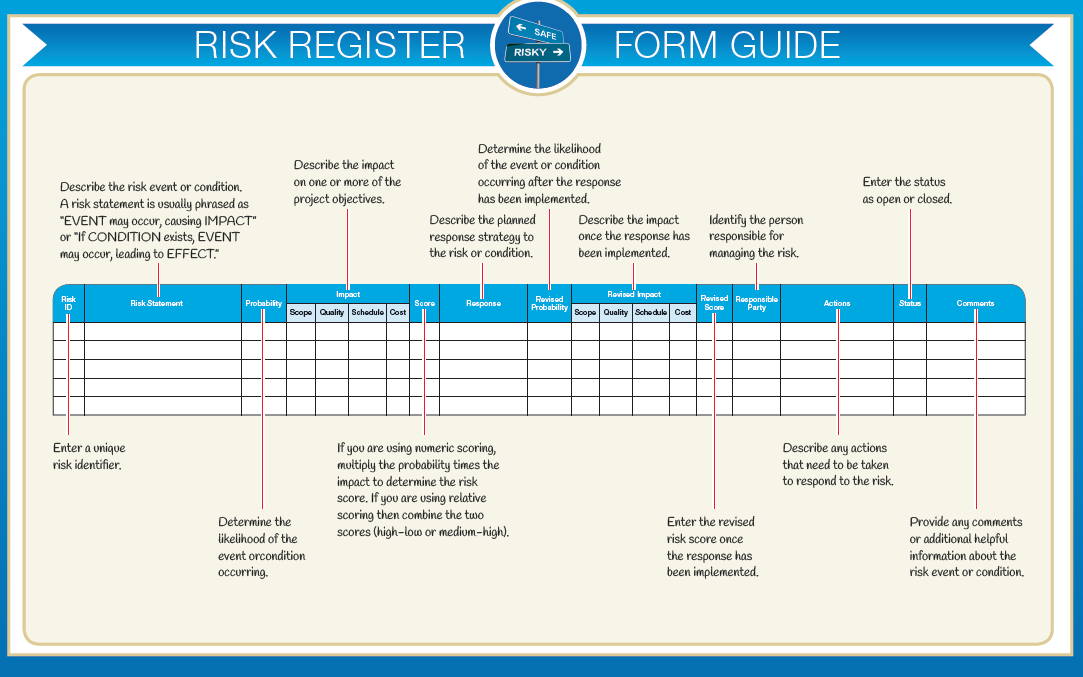 RISK REGISTER
SAFE
RISKY
FORM GUIDE
Describe the risk event or condition.
A risk statement is usually phrased as
"EVENT may occur, causing IMPACT"
or "If CONDITION exists, EVENT
may occur, leading to EFFECT."
Describe the impact
on one or more of the
project objectives.
Determine the likelihood
of the event or condition
occurring after the response
has been implemented.
Describe the planned
response strategy to
the risk or condition.
Describe the impact
once the response has
been implemented.
Identify the person
responsible for
managing the risk.
Enter the status
as open or closed.
Risk
ID
Risk Statement
Probability
Impact
Scope Quality Schedule Cost
Score
Response
Revised
Probability
Revised Impact
Scope Quality Schedule Cost
Revised
Score
Responsible
Party
Actions
Status
Comments
Enter a unique
risk identifier.
Determine the
likelihood of the
event orcondition
occurring.
If you are using numeric scoring,
multiply the probability times the
impact to determine the risk
score. If you are using relative
scoring then combine the two
scores (high-low or medium-high).
Enter the revised
risk score once
the response has
been implemented.
Describe any actions
that need to be taken
to respond to the risk.
Provide any comments
or additional helpful
information about the
risk event or condition.